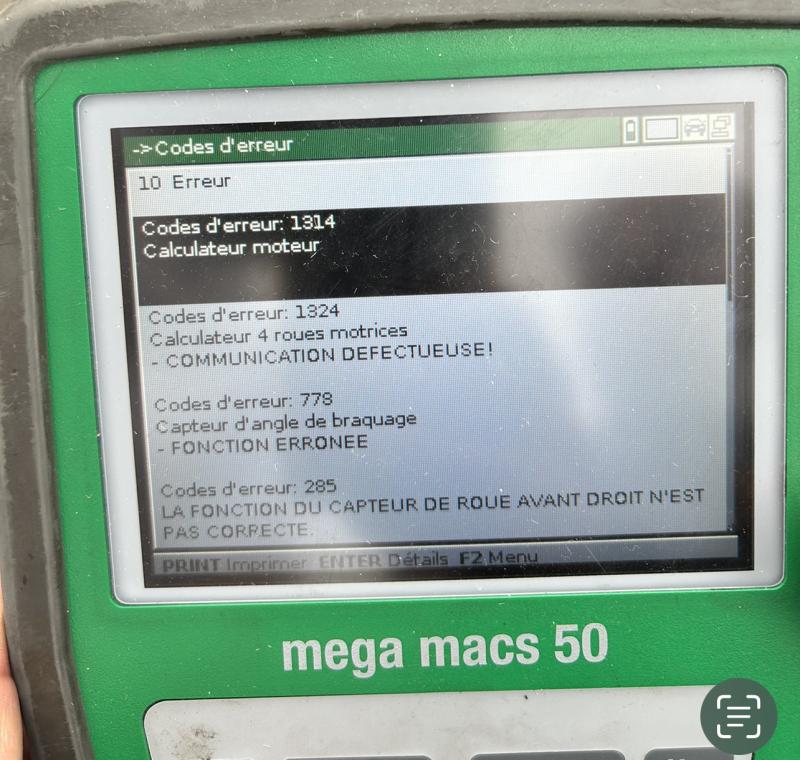 ->Codes d'erreur
10 Erreur
Codes d'erreur: 1314
Calculateur moteur
Codes d'erreur: 1324
Calculateur 4 roues motrices
- COMMUNICATION DEFECTUEUSE!
Codes d'erreur: 778
Capteur d'angle de braquage
- FONCTION ERRONEE
Codes d'erreur: 285
LA FONCTION DU CAPTEUR DE ROUE AVANT DROIT N'EST
PAS CORRECTE.
PRINT Imprimer ENTER Détails F2 Menu
mega macs 50